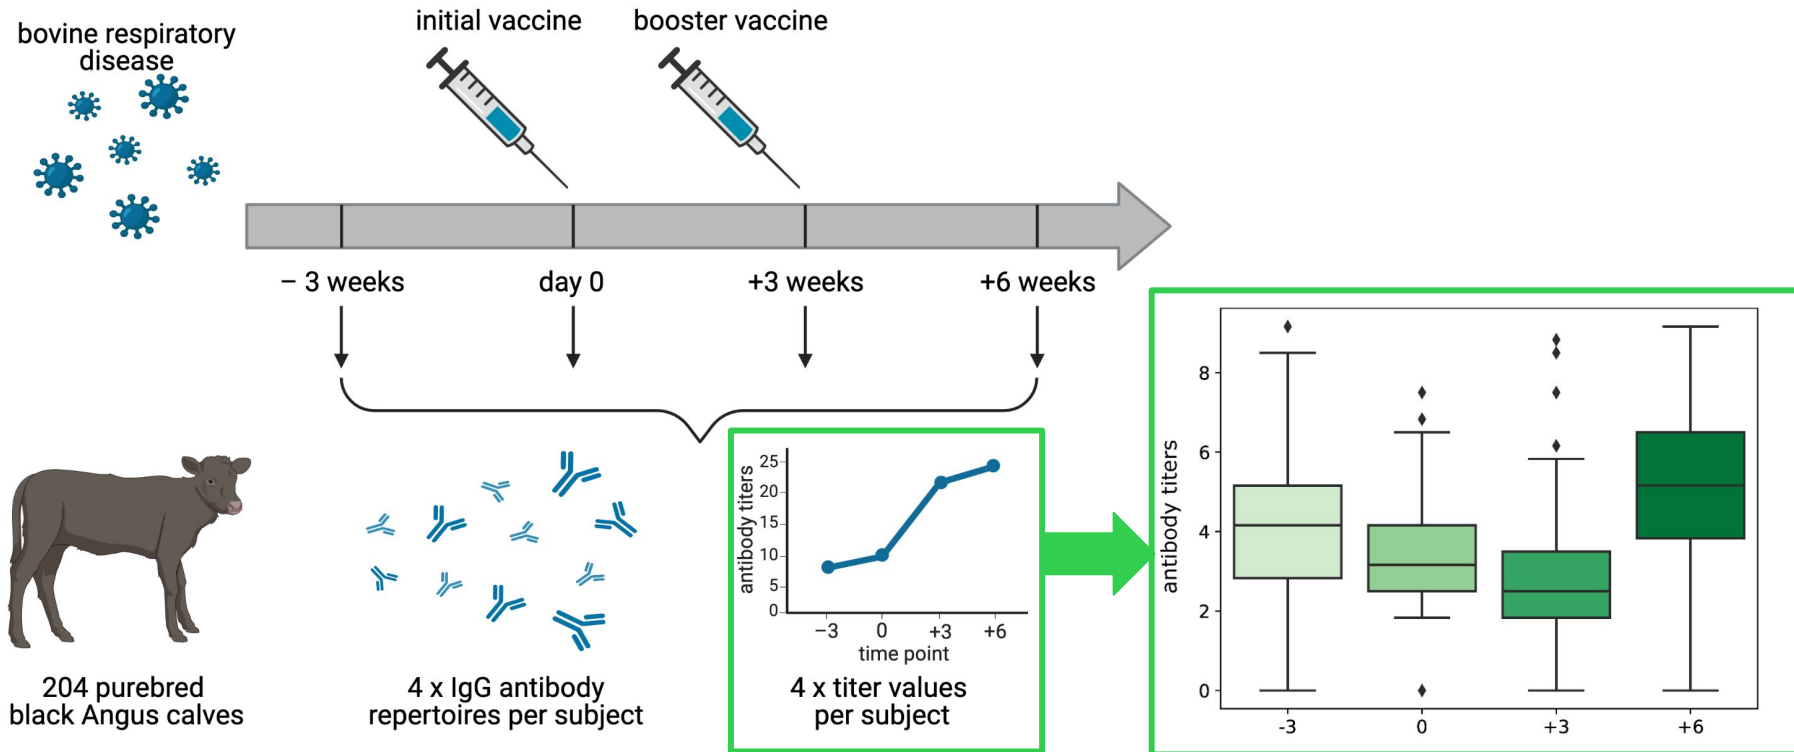 bovine respiratory
disease
initial vaccine
booster vaccine
– 3 weeks
day 0
+3 weeks
+6 weeks
204 purebred
black Angus calves
4 x IgG antibody
repertoires per subject
antibody titers
25
20
15
10
5
0
−3
0
+3
+6
time point
4 x titer values
per subject
antibody titers
8
6
4
2
0
-3
0
+3
+6